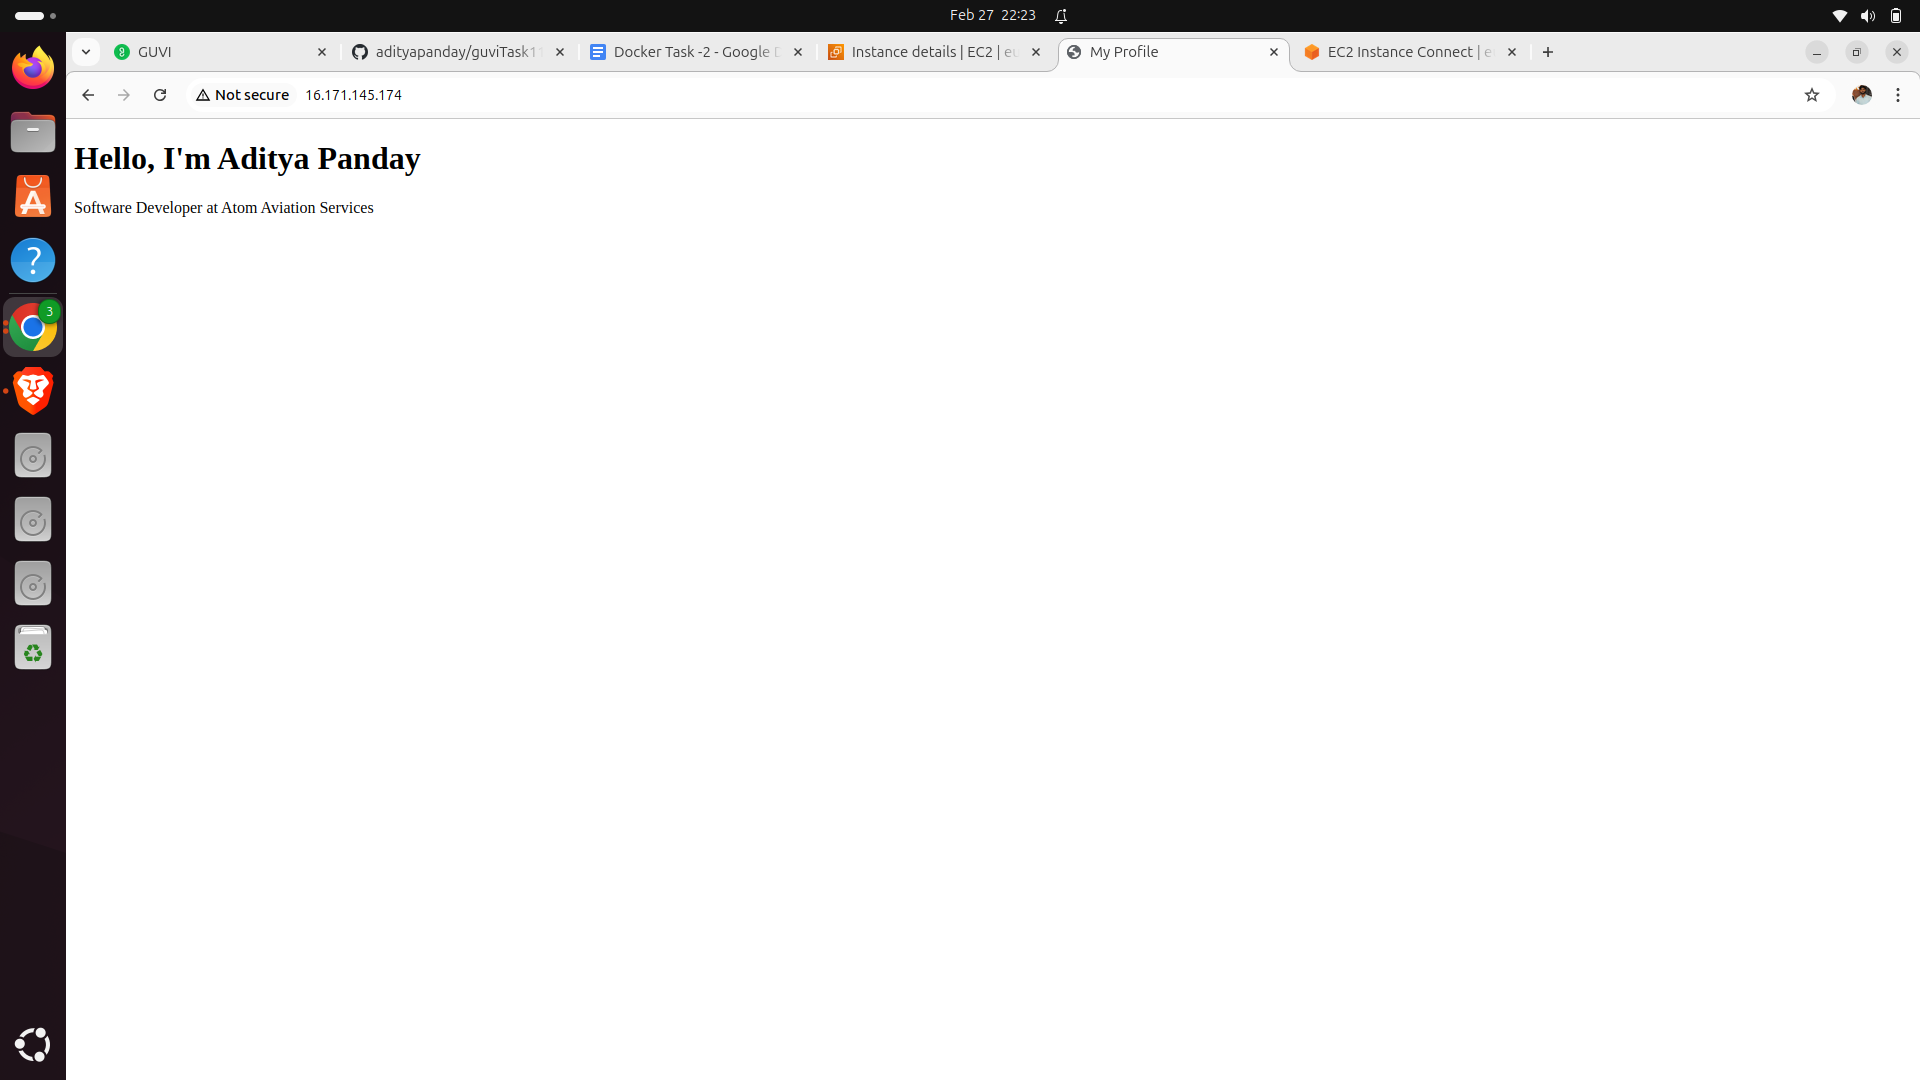 Feb 27 22:23
GUVI
adityapanday/guviTask1
Docker Task -2 - Google
Instance details | EC2 | eu
My Profile
EC2 Instance Connect |
Not secure
16.171.145.174
Hello, I'm Aditya Panday
Software Developer at Atom Aviation Services
3